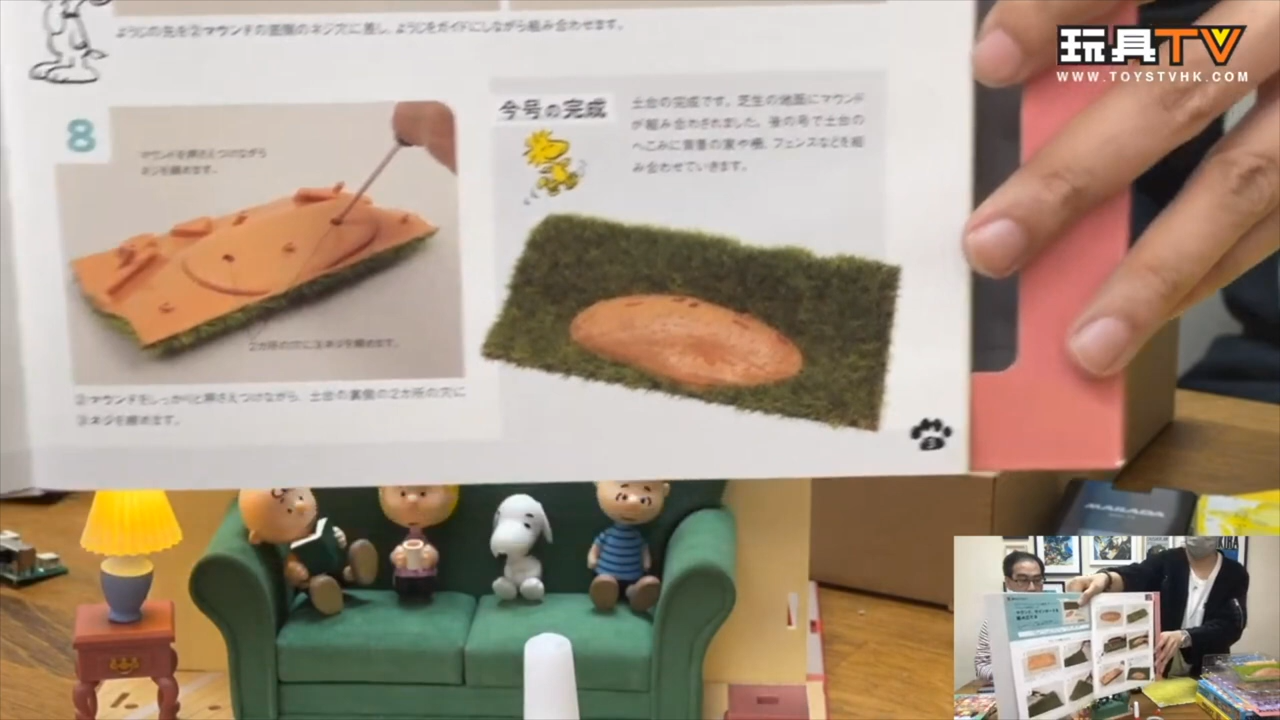 ようじの先を②マウンドの底面のネジ穴に差し、ようじをガイドにしながら組み合わせます。
8
マウンドを押さえつけながら
ネジを締めます。
2カ所の穴に③ネジを締めます。
②マウンドをしっかりと押さえつけながら、土台の裏側の2カ所の穴に
③ネジを締めます。
今号の完成
土台の完成です。芝生の地面にマウンド
が組み合わされました。後の号で土台の
へこみに背景の家や柵、フェンスなどを組
み合わせていきます。
玩具TV
WWW.TOYSTVHK.COM